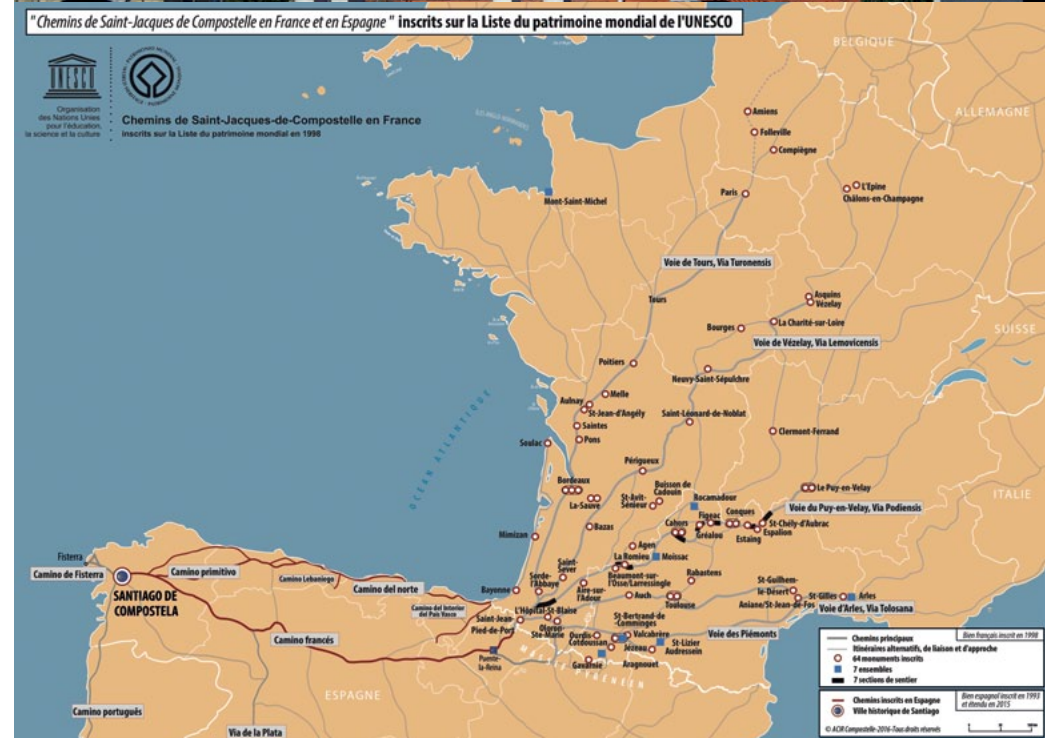 "Chemins de Saint-Jacques de Compostelle en France et en Espagne" inscrits sur la Liste du patrimoine mondial de l'UNESCO
UNESCO
Organisation
des Nations Unies
pour l'éducation,
la science et la culture
Chemins de Saint-Jacques-de-Compostelle en France
inscrits sur la Liste du patrimoine mondial en 1998
BELGIQUE
ALLEMAGNE
Amiens
Folleville
Compiègne
Paris
L'Epine
Châlons-en-Champagne
Mont-Saint-Michel
Voie de Tours, Via Turonensis
Tours
Asquins
Vézelay
La Charité-sur-Loire
Bourges
SUISSE
Voie de Vézelay, Via Lemovicensis
Poitiers
Neuvy-Saint-Sépulchre
Melle
Aulnay
St-Jean-d'Angély
Saint-Léonard-de-Noblat
Saintes
Pons
Clermont-Ferrand
OCÉAN ATLANTIQUE
Soulac
Périgueux
Bordeaux
Le Puy-en-Velay
ITALIE
La-Sauve
St-Avit-
Sénieur
Buisson de
Cadouin
Rocamadour
Voie du Puy-en-Velay, Via Podiensis
Bazas
Cahors
Figeac
Gréalou
Conques
Estaing
St-Chély-d'Aubrac
Espalion
Mimizan
Agen
La Romieu
Moissac
Fisterra
Camino de Fisterra
SANTIAGO DE
COMPOSTELA
Camino primitivo
Camino Lebaniego
Camino del norte
Bayonne
Saint-
Sever
Sorde-
l'Abbaye
Beaumont-sur-
l'Osse/Larressingle
Aire-sur-
l'Adour
Auch
Rabastens
Toulouse
St-Guilhem-
le-Désert
Aniane/St-Jean-de-Fos
St-Gilles
Arles
Voie d'Arles, Via Tolosana
Camino del Interior
del País Vasco
L'Hôpital-St-Blaise
Saint-Jean-
Pied-de-Port
Oloron-
Ste-Marie
St-Bertrand-de
-Comminges
Ourdis-
Cotdoussan
Valcabrère
Jézeau
St-Lizier
Audressein
Voie des Piémonts
Camino francés
Puente-
la-Reina
Gavarnie
Aragnouet
ESPAGNE
Camino portugués
Via de la Plata
Chemins principaux
Bien français inscrit en 1998
Itinéraires alternatifs, de liaison et d'approche
64 monuments inscrits
7 ensembles
7 sections de sentier
Chemins inscrits en Espagne
Ville historique de Santiago
Bien espagnol inscrit en 1993
et étendu en 2015
© ACIR Compostelle-2016-Tous droits réservés